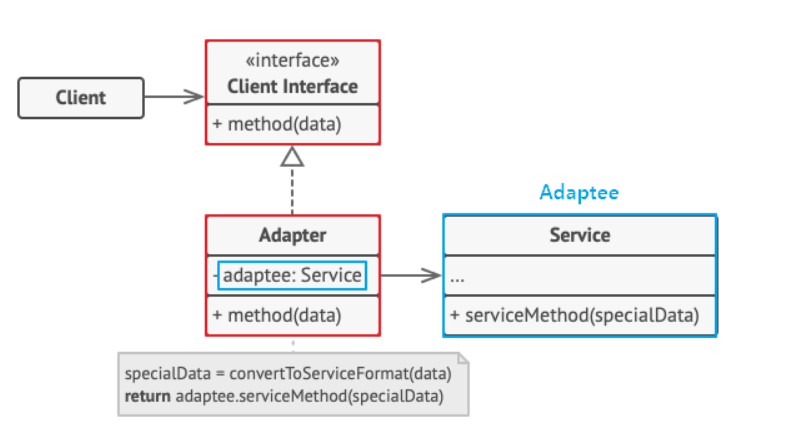 «interface»
Client Interface
Client
+ method(data)
Adaptee
Adapter
Service
- adaptee: Service
...
+ method(data)
+ serviceMethod(specialData)
specialData = convertToServiceFormat(data)
return adaptee.serviceMethod(specialData)